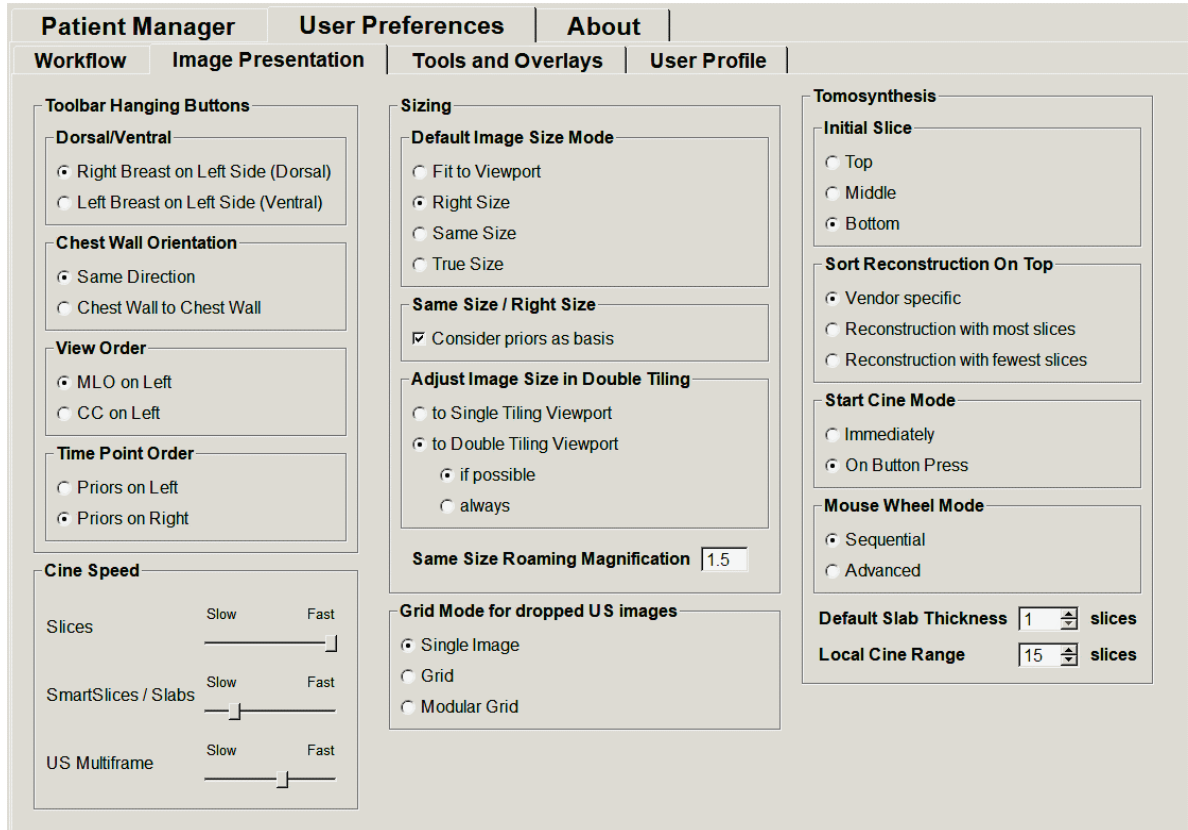 Patient Manager User Preferences About
Workflow Image Presentation Tools and Overlays User Profile
Toolbar Hanging Buttons
Dorsal/Ventral
Right Breast on Left Side (Dorsal)
Left Breast on Left Side (Ventral)
Chest Wall Orientation
Same Direction
Chest Wall to Chest Wall
View Order
MLO on Left
CC on Left
Time Point Order
Priors on Left
Priors on Right
Cine Speed
Slices Slow Fast
SmartSlices / Slabs Slow Fast
US Multiframe Slow Fast
Sizing
Default Image Size Mode
Fit to Viewport
Right Size
Same Size
True Size
Same Size / Right Size
Consider priors as basis
Adjust Image Size in Double Tiling
to Single Tiling Viewport
to Double Tiling Viewport
if possible
always
Same Size Roaming Magnification 1.5
Grid Mode for dropped US images
Single Image
Grid
Modular Grid
Tomosynthesis
Initial Slice
Top
Middle
Bottom
Sort Reconstruction On Top
Vendor specific
Reconstruction with most slices
Reconstruction with fewest slices
Start Cine Mode
Immediately
On Button Press
Mouse Wheel Mode
Sequential
Advanced
Default Slab Thickness 1 slices
Local Cine Range 15 slices